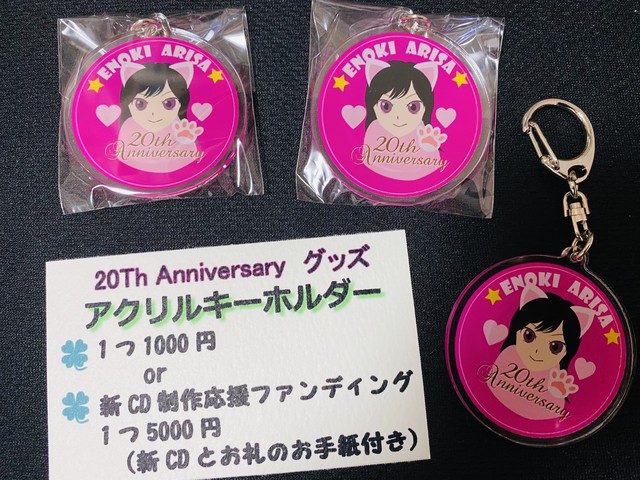 ENOKI ARISA
20th
Anniversary
ENOKI ARISA
20th
Anniversary
ENOKI ARISA
20th
Anniversary
20Th Anniversary グッズ
アクリルキーホルダー
1つ1000円
or
新CD制作応援ファンディング
1つ5000円
(新CDとお礼のお手紙付き)